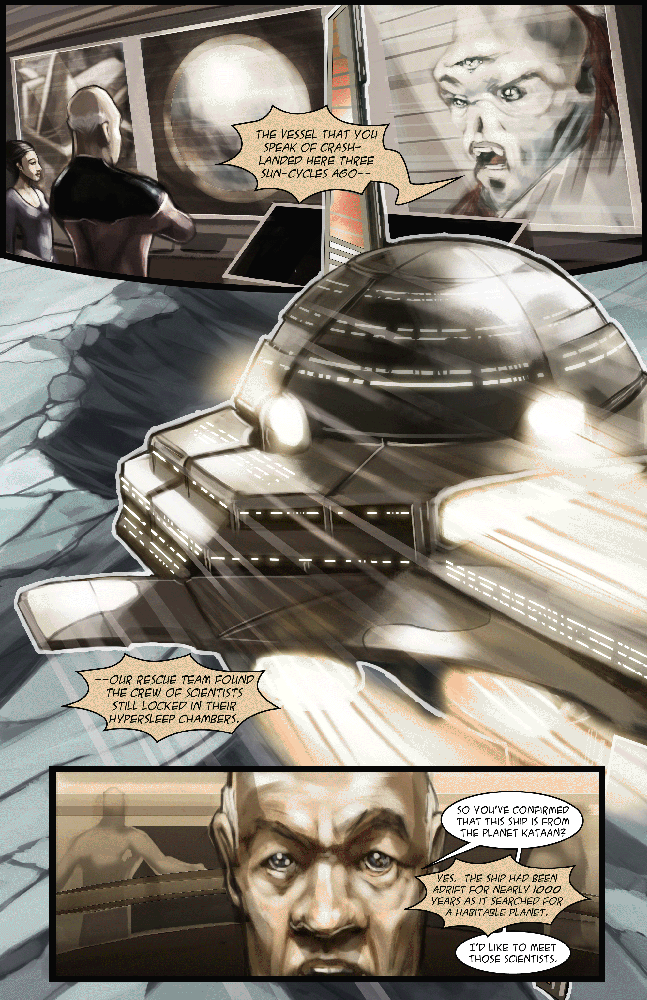 THE VESSEL THAT YOU
SPEAK OF CRASH-
LANDED HERE THREE
SUN-CYCLES AGO--
--OUR RESCUE TEAM FOUND
THE CREW OF SCIENTISTS
STILL LOCKED IN THEIR
HYPERSLEEP CHAMBERS.
SO YOU'VE CONFIRMED
THAT THIS SHIP IS FROM
THE PLANET KATAAN?
YES. THE SHIP HAD BEEN
ADRIFT FOR NEARLY 1000
YEARS AS IT SEARCHED FOR
A HABITABLE PLANET.
I'D LIKE TO MEET
THOSE SCIENTISTS.